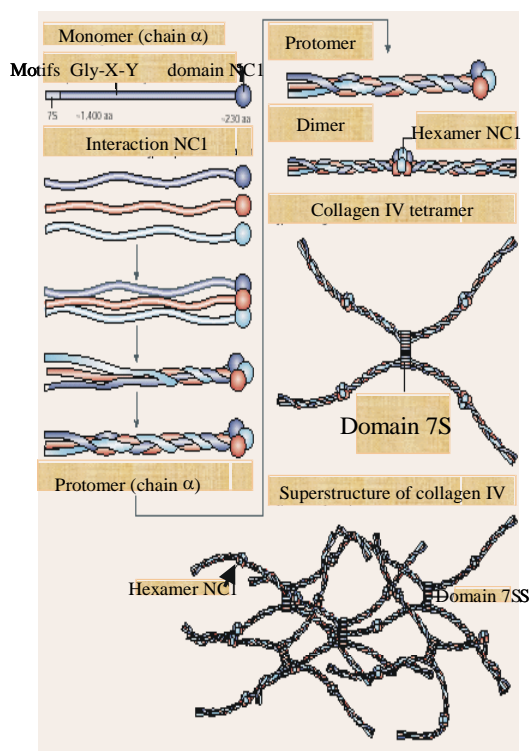 Monomer (chain α)
Motifs Gly-X-Y domain NC1
7S ~1,400 aa ~230 aa
Interaction NC1
Protomer (chain α)
Protomer
Dimer
Hexamer NC1
Collagen IV tetramer
Domain 7S
Superstructure of collagen IV
Hexamer NC1
Domain 7SS